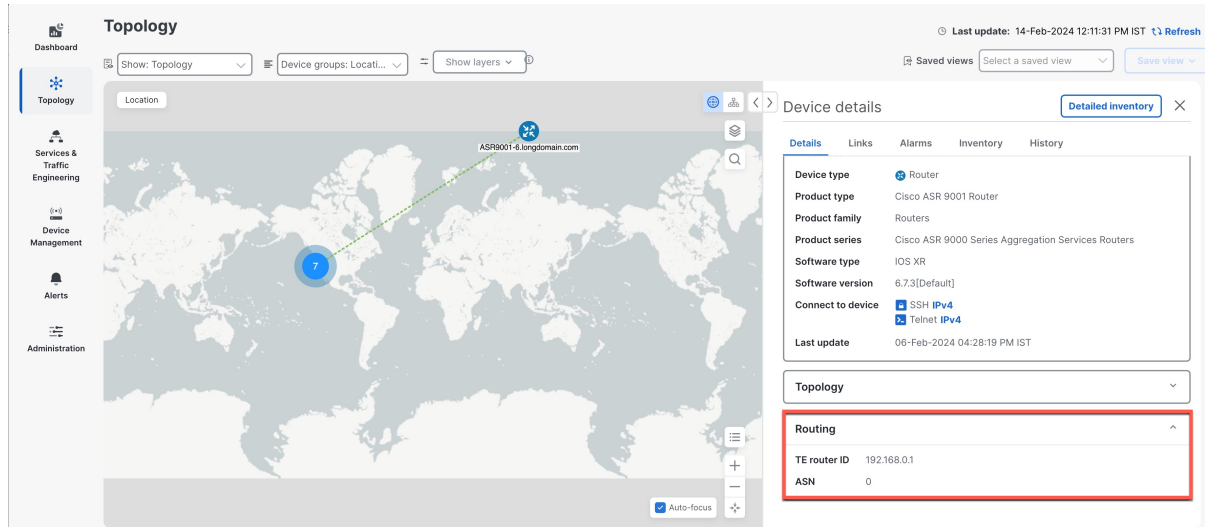 Topology
Last update: 14-Feb-2024 12:11:31 PM IST Refresh
Dashboard
Topology
Services &
Traffic
Engineering
Device
Management
Alerts
Administration
Show: Topology
Device groups: Locati...
Show layers
Saved views Select a saved view Save view
Location
ASR9001-6.longdomain.com
7
Auto-focus
Device details Detailed inventory
Details Links Alarms Inventory History
Device type Router
Product type Cisco ASR 9001 Router
Product family Routers
Product series Cisco ASR 9000 Series Aggregation Services Routers
Software type IOS XR
Software version 6.7.3[Default]
Connect to device SSH IPv4
Telnet IPv4
Last update 06-Feb-2024 04:28:19 PM IST
Topology
Routing
TE router ID 192.168.0.1
ASN 0